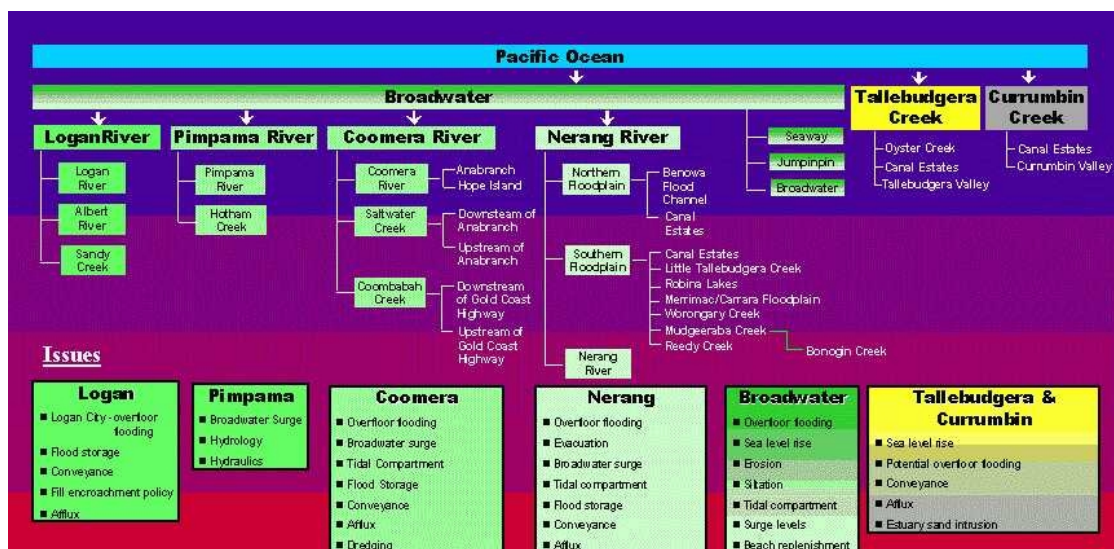 Pacific Ocean
Broadwater
Tallebudgera
Creek
Currumbin
Creek
LoganRiver
Pimpama River
Coomera River
Nerang River
Seaway
Jumpinpin
Broadwater
Oyster Creek
Canal Estates
Tallebudgera Valley
Canal Estates
Currumbin Valley
Logan
River
Albert
River
Sandy
Creek
Pimpama
River
Hotham
Creek
Coomera
River
Anabranch
Hope Island
Saltwater
Creek
Downsteam of
Anabranch
Upsteam of
Anabranch
Coombabah
Creek
Downsteam
of Gold Coast
Highway
Upsteam of
Gold Coast
Highway
Northern
Floodplain
Benowa
Flood
Channel
Canal
Estates
Southern
Floodplain
Canal Estates
Little Tallebudgera Creek
Robina Lakes
Merrimac/Carrara Floodplain
Worongary Creek
Mudgeeraba Creek
Reedy Creek
Bonogin Creek
Nerang
River
Issues
Logan
Logan City - overfloor
flooding
Flood storage
Conveyance
Fill encroachment policy
Afflux
Pimpama
Broadwater Surge
Hydrology
Hydraulics
Coomera
Overfloor flooding
Broadwater surge
Tidal Compartment
Flood Storage
Conveyance
Afflux
Dredging
Nerang
Overfloor flooding
Evacuation
Broadwater surge
Tidal compartment
Flood storage
Conveyance
Afflux
Broadwater
Overfloor flooding
Sea level rise
Erosion
Siltation
Tidal compartment
Surge levels
Beach replenishment
Tallebudgera &
Currumbin
Sea level rise
Potential overfloor flooding
Conveyance
Afflux
Estuary sand intrusion